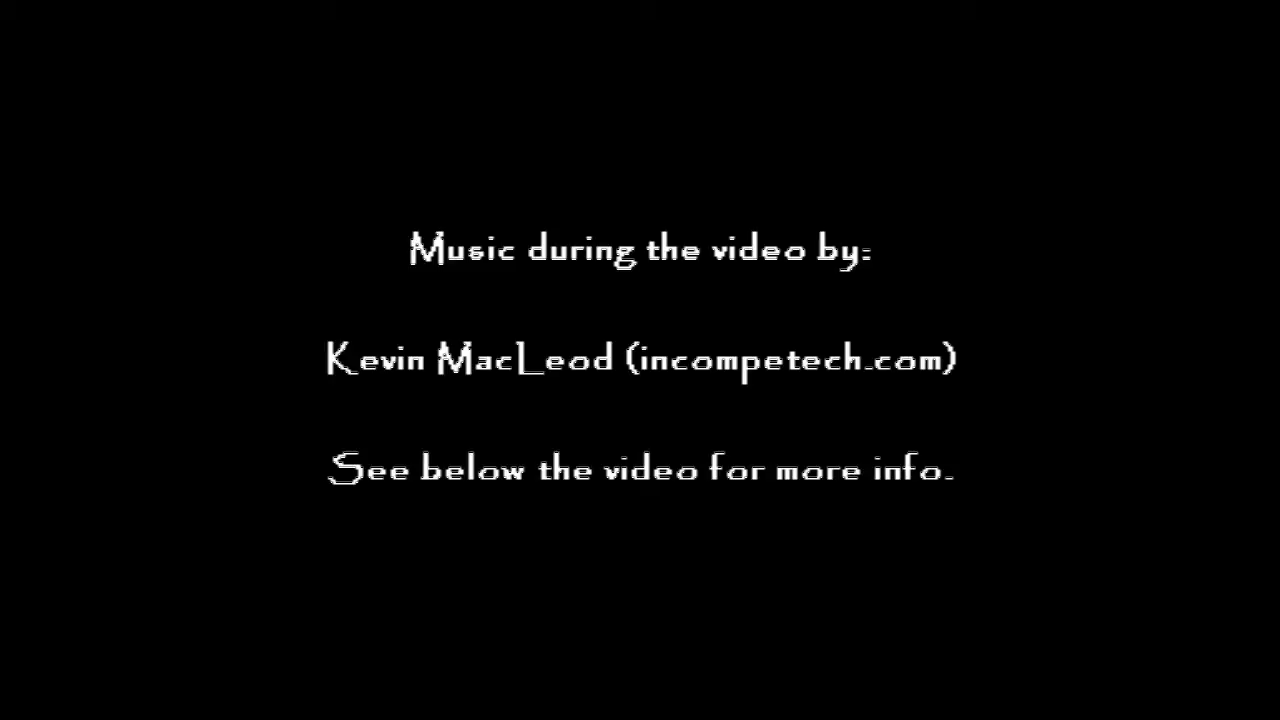 Music during the video by:
Kevin MacLeod (incompetech.com)
See below the video for more info.